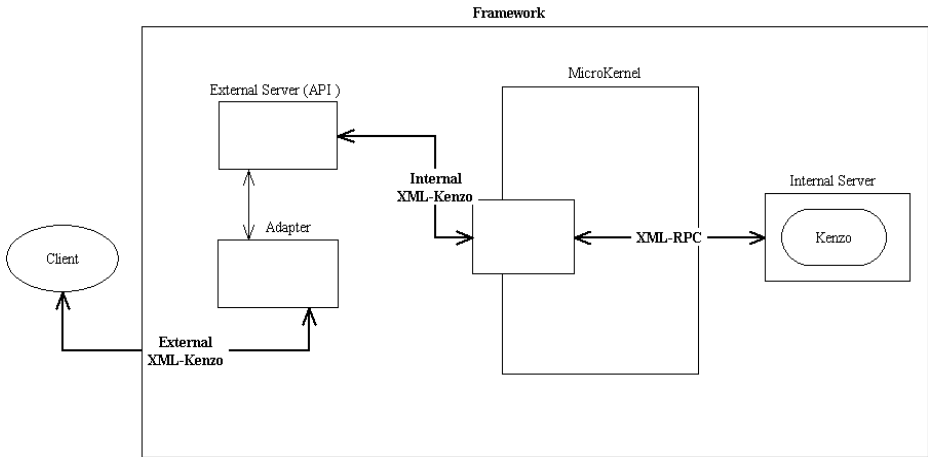 Framework
MicroKernel
External Server (API )
Internal
XML-Kenzo
Internal Server
Adapter
XML-RPC
Kenzo
Client
External
XML-Kenzo